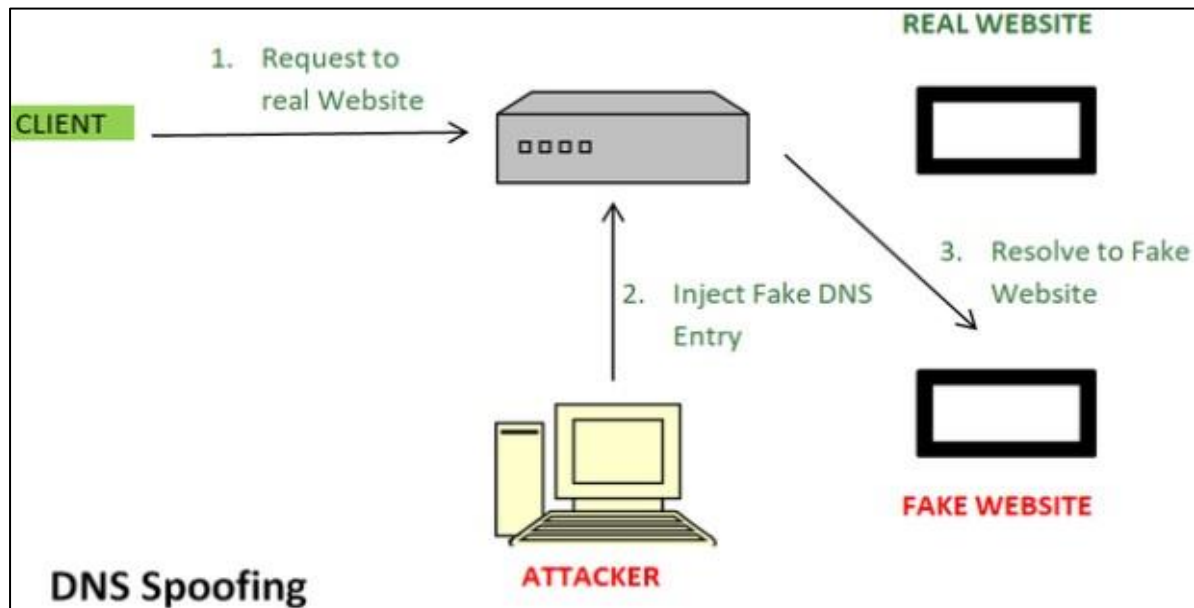 REAL WEBSITE
1. Request to
real Website
CLIENT
3. Resolve to Fake
Website
2. Inject Fake DNS
Entry
FAKE WEBSITE
ATTACKER
DNS Spoofing